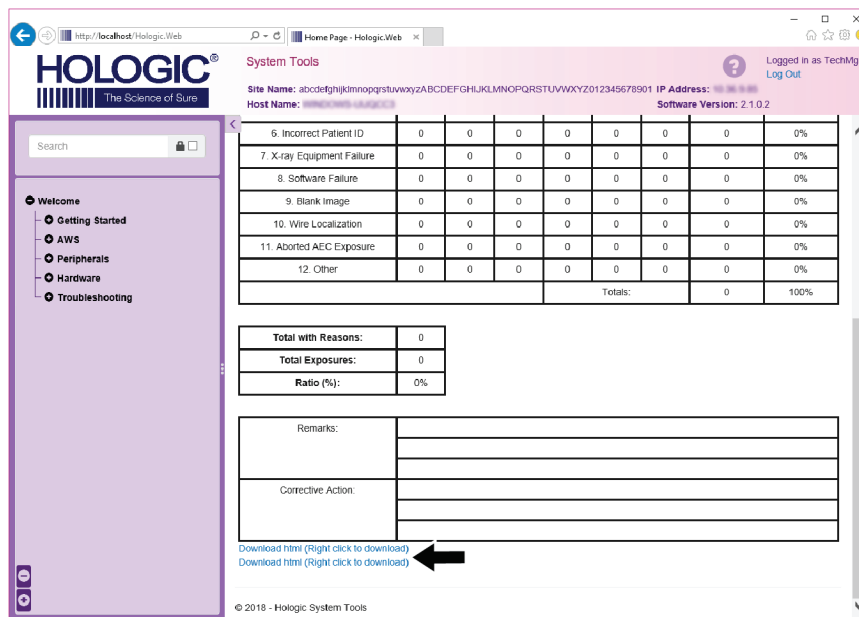 http://localhost/Hologic.Web
Home Page - Hologic.Web
HOLOGIC®
The Science of Sure
System Tools
Logged in as TechMg
Log Out
Site Name: abcdefghijklmnopqrstuvwxyzABCDEFGHIJKLMNOPQRSTUVWXYZ012345678901 IP Address:
Host Name:
Software Version: 2.1.0.2
Search
Welcome
Getting Started
AWS
Peripherals
Hardware
Troubleshooting
6. Incorrect Patient ID 0 0 0 0 0 0 0 0%
7. X-ray Equipment Failure 0 0 0 0 0 0 0 0%
8. Software Failure 0 0 0 0 0 0 0 0%
9. Blank Image 0 0 0 0 0 0 0 0%
10. Wire Localization 0 0 0 0 0 0 0 0%
11. Aborted AEC Exposure 0 0 0 0 0 0 0 0%
12. Other 0 0 0 0 0 0 0 0%
Totals: 0 100%
Total with Reasons: 0
Total Exposures: 0
Ratio (%): 0%
Remarks:
Corrective Action:
Download html (Right click to download)
Download html (Right click to download)
© 2018 - Hologic System Tools